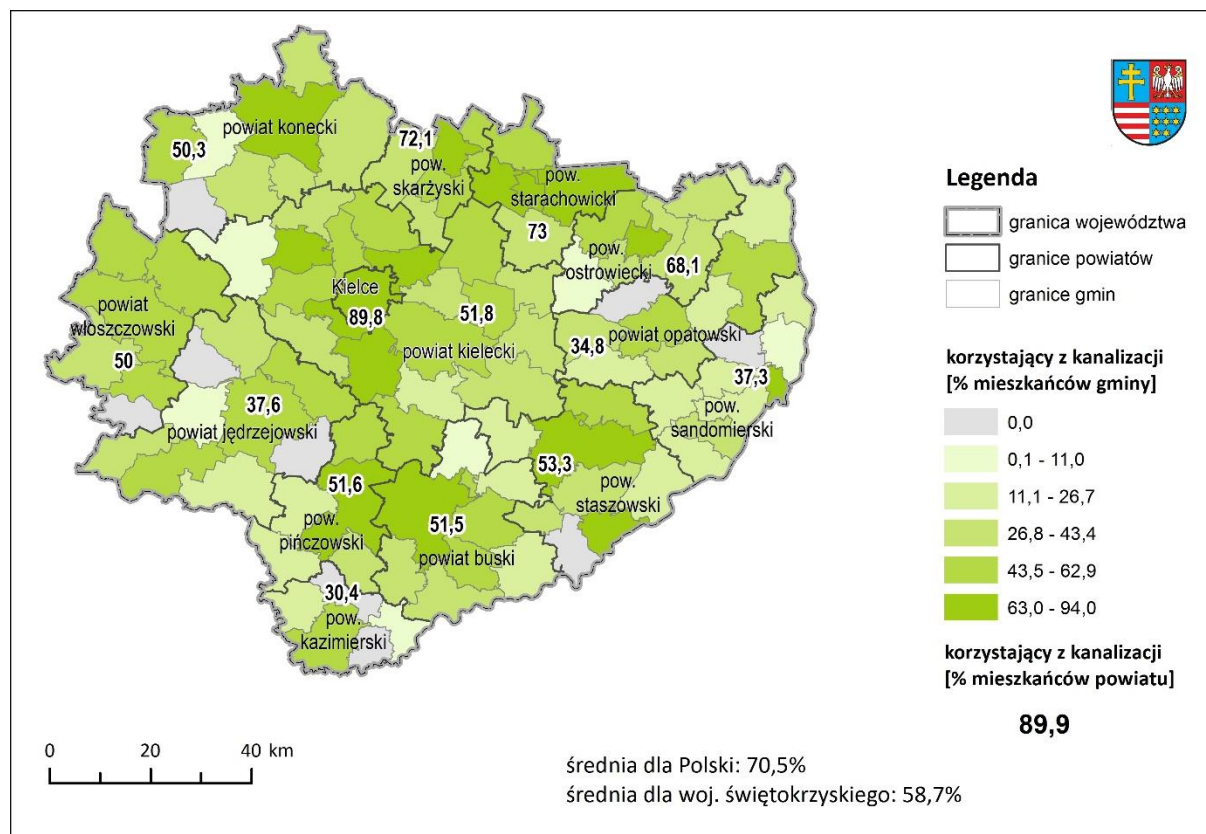 powiat konecki
50,3
72,1
pow.
skarżyski
pow.
starachowicki
73
pow.
ostrowiecki
68,1
Kielce
89,8
51,8
powiat kielecki
powiat
włoszczowski
50
34,8
powiat opatowski
37,3
pow.
sandomierski
37,6
powiat jędrzejowski
53,3
pow.
staszowski
51,6
pow.
pińczowski
51,5
powiat buski
30,4
pow.
kazimierski
Legenda
granica województwa
granice powiatów
granice gmin
korzystający z kanalizacji
[% mieszkańców gminy]
0,0
0,1 - 11,0
11,1 - 26,7
26,8 - 43,4
43,5 - 62,9
63,0 - 94,0
korzystający z kanalizacji
[% mieszkańców powiatu]
89,9
0 20 40 km
średnia dla Polski: 70,5%
średnia dla woj. świętokrzyskiego: 58,7%